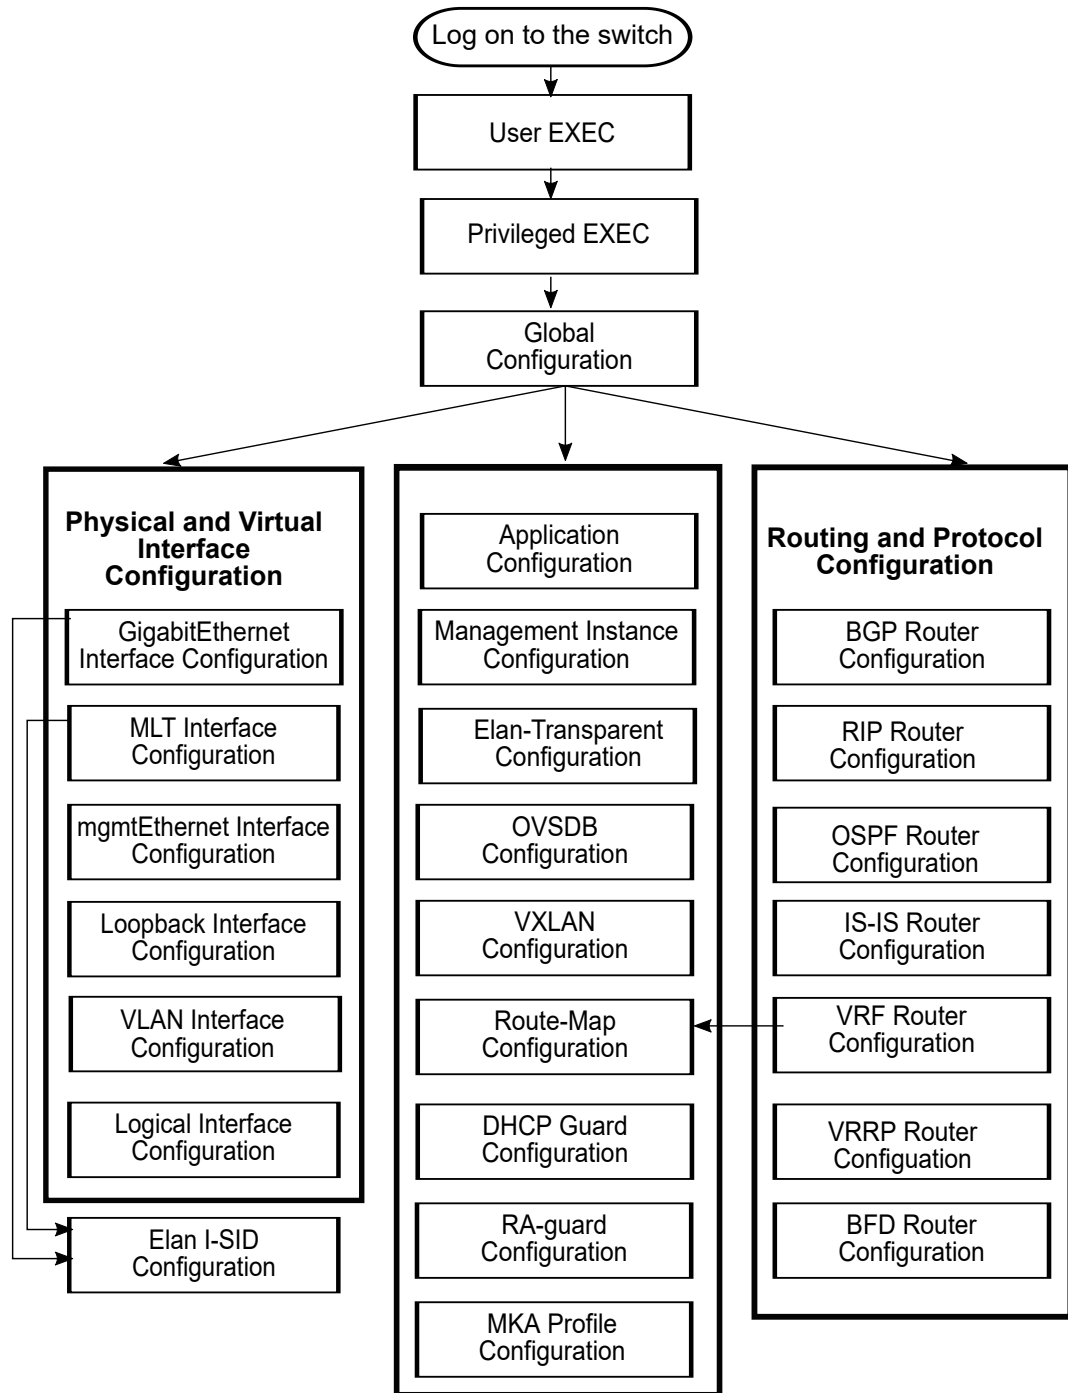 Log on to the switch
User EXEC
Privileged EXEC
Global
Configuration
Physical and Virtual
Interface
Configuration
GigabitEthernet
Interface Configuration
MLT Interface
Configuration
mgmtEthernet Interface
Configuration
Loopback Interface
Configuration
VLAN Interface
Configuration
Logical Interface
Configuration
Elan I-SID
Configuration
Application
Configuration
Management Instance
Configuration
Elan-Transparent
Configuration
OVSDB
Configuration
VXLAN
Configuration
Route-Map
Configuration
DHCP Guard
Configuration
RA-guard
Configuration
MKA Profile
Configuration
Routing and Protocol
Configuration
BGP Router
Configuration
RIP Router
Configuration
OSPF Router
Configuration
IS-IS Router
Configuration
VRF Router
Configuration
VRRP Router
Configuation
BFD Router
Configuration